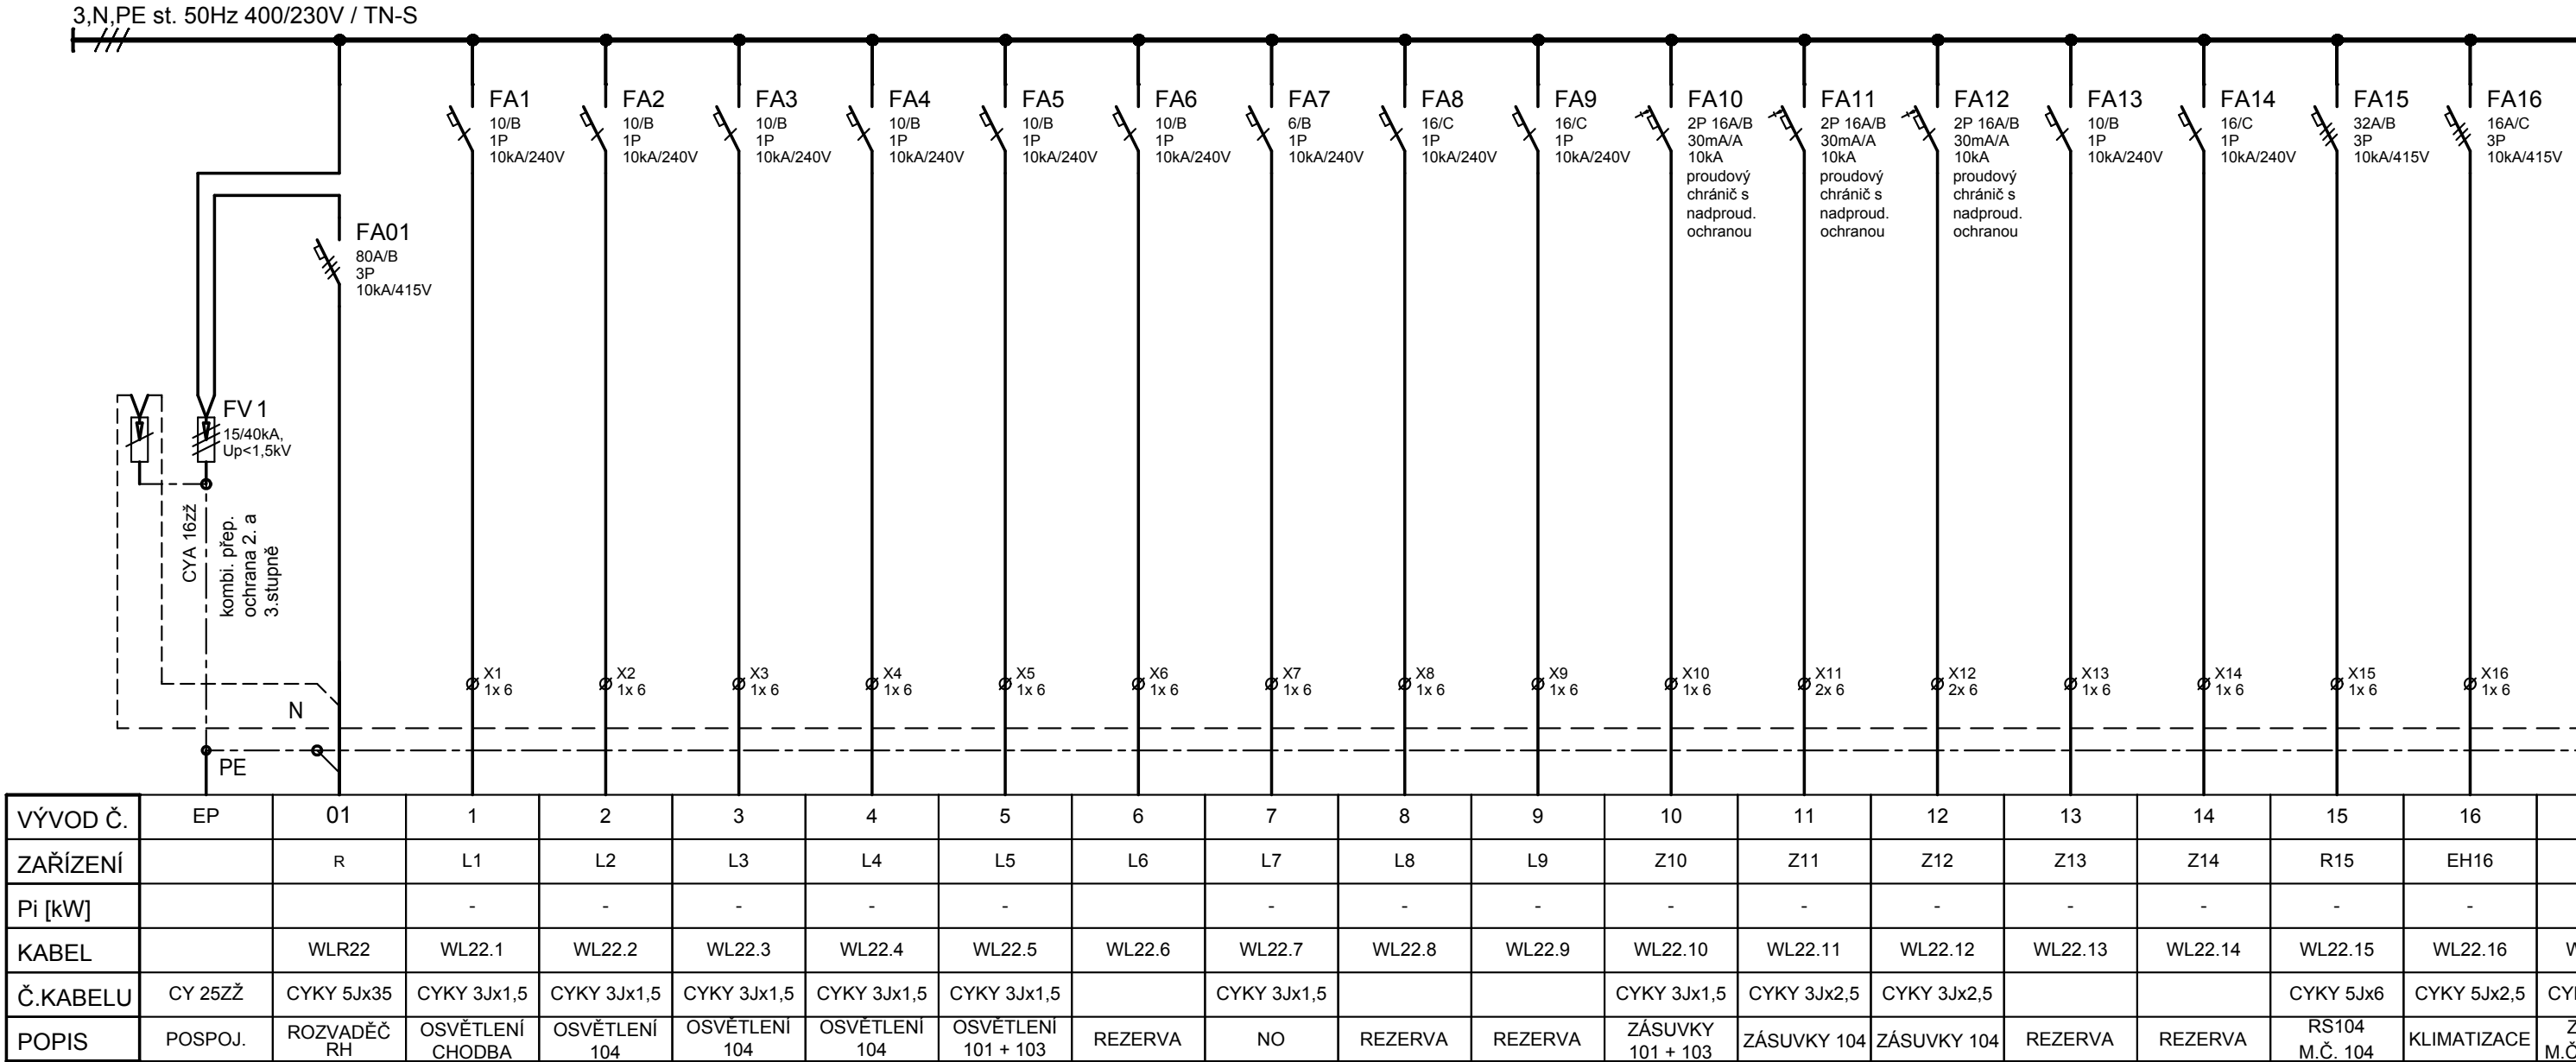 3,N,PE st. 50Hz 400/230V / TN-S
FA1
10/B
1P
10kA/240V
FA2
10/B
1P
10kA/240V
FA3
10/B
1P
10kA/240V
FA4
10/B
1P
10kA/240V
FA5
10/B
1P
10kA/240V
FA6
10/B
1P
10kA/240V
FA7
6/B
1P
10kA/240V
FA8
16/C
1P
10kA/240V
FA9
16/C
1P
10kA/240V
FA10
2P 16A/B
30mA/A
10kA
proudový
chránič s
nadproud.
ochranou
FA11
2P 16A/B
30mA/A
10kA
proudový
chránič s
nadproud.
ochranou
FA12
2P 16A/B
30mA/A
10kA
proudový
chránič s
nadproud.
ochranou
FA13
10/B
1P
10kA/240V
FA14
16/C
1P
10kA/240V
FA15
32A/B
3P
10kA/415V
FA16
16A/C
3P
10kA/415V
FA01
80A/B
3P
10kA/415V
FV 1
15/40kA,
Up<1,5kV
CYA 16zž
kombi. přep.
ochrana 2. a
3.stupně
X1
1x 6
X2
1x 6
X3
1x 6
X4
1x 6
X5
1x 6
X6
1x 6
X7
1x 6
X8
1x 6
X9
1x 6
X10
1x 6
X11
2x 6
X12
2x 6
X13
1x 6
X14
1x 6
X15
1x 6
X16
1x 6
N
PE
VÝVOD Č. EP 01 1 2 3 4 5 6 7 8 9 10 11 12 13 14 15 16
ZAŘÍZENÍ R L1 L2 L3 L4 L5 L6 L7 L8 L9 Z10 Z11 Z12 Z13 Z14 R15 EH16
Pi [kW] - - - - - - - - - - - - - - -
KABEL WLR22 WL22.1 WL22.2 WL22.3 WL22.4 WL22.5 WL22.6 WL22.7 WL22.8 WL22.9 WL22.10 WL22.11 WL22.12 WL22.13 WL22.14 WL22.15 WL22.16
Č.KABELU CY 25ZŽ CYKY 5Jx35 CYKY 3Jx1,5 CYKY 3Jx1,5 CYKY 3Jx1,5 CYKY 3Jx1,5 CYKY 3Jx1,5 CYKY 3Jx1,5 CYKY 3Jx1,5 CYKY 3Jx2,5 CYKY 3Jx2,5 CYKY 5Jx6 CYKY 5Jx2,5
POPIS
POSPOJ.
ROZVADĚČ
RH
OSVĚTLENÍ
CHODBA
OSVĚTLENÍ
104
OSVĚTLENÍ
104
OSVĚTLENÍ
104
OSVĚTLENÍ
101 + 103
REZERVA
NO
REZERVA
REZERVA
ZÁSUVKY
101 + 103
ZÁSUVKY 104
ZÁSUVKY 104
REZERVA
REZERVA
RS104
M.Č. 104
KLIMATIZACE